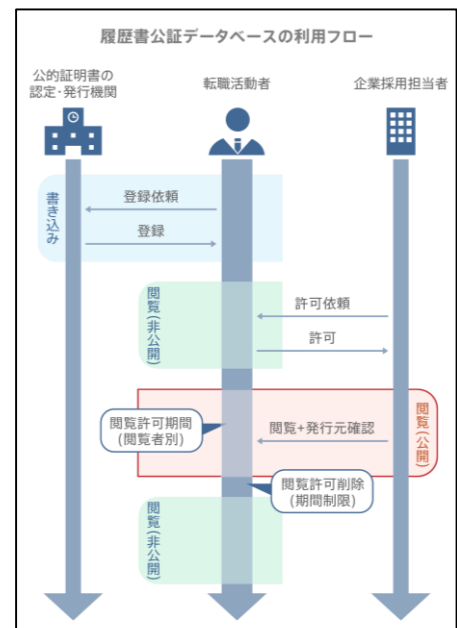 履歴書公証データベースの利用フロー
公的証明書の
認定・発行機関
転職活動者
企業採用担当者
書き込み
登録依頼
登録
閲覧(非公開)
許可依頼
許可
閲覧許可期間
(閲覧者別)
閲覧+発行元確認
閲覧(公開)
閲覧許可削除
(期間制限)
閲覧(非公開)